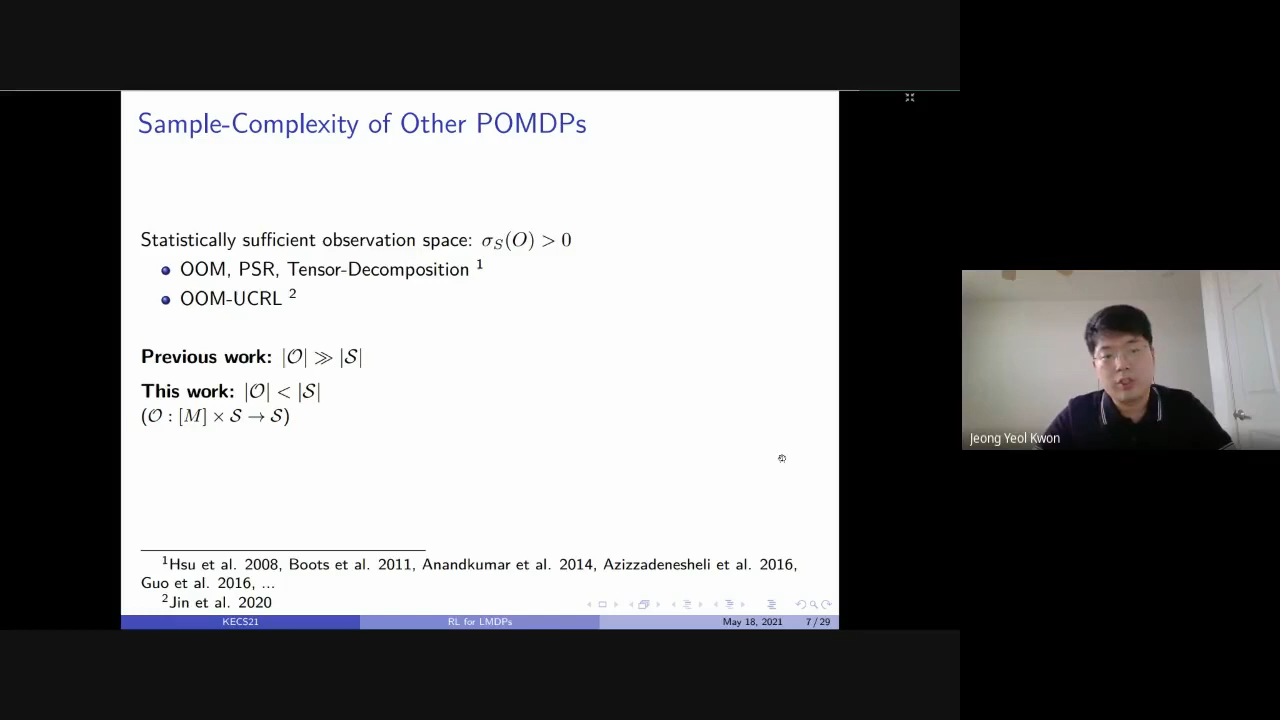 Sample-Complexity of Other POMDPs
Statistically sufficient observation space: σ_S(O) > 0
OOM, PSR, Tensor-Decomposition ¹
OOM-UCRL ²
Previous work: |𝒪| ≫ |𝒮|
This work: |𝒪| < |𝒮|
(𝒪 : [M] × 𝒮 → 𝒮)
¹Hsu et al. 2008, Boots et al. 2011, Anandkumar et al. 2014, Azizzadenesheli et al. 2016,
Guo et al. 2016, ...
²Jin et al. 2020
KECS21 RL for LMDPs May 18, 2021 7 / 29
Jeong Yeol Kwon